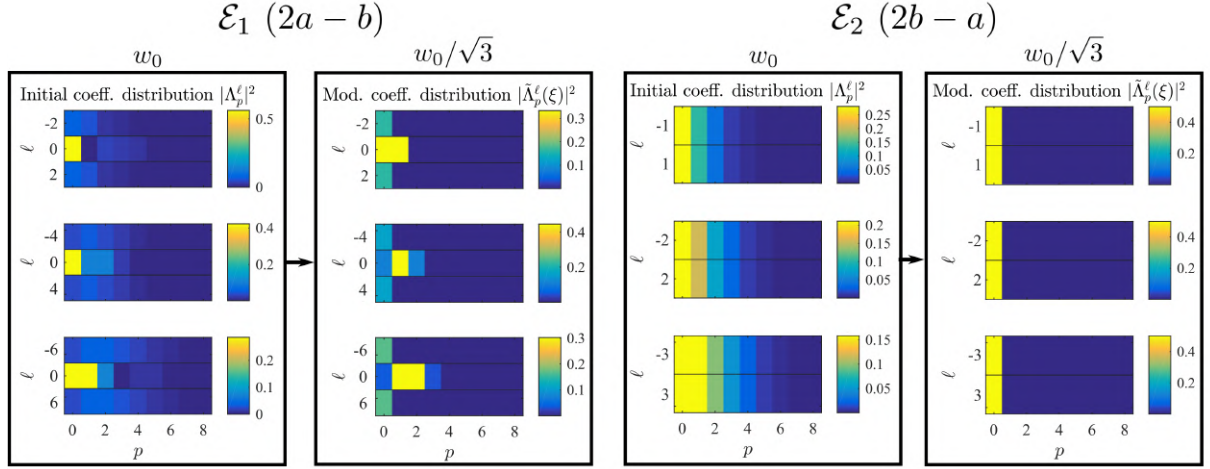 ℰ₁ (2a − b)
w₀
Initial coeff. distribution |Λₚ^ℓ|²
ℓ
-2
0
2
0.5
0
ℓ
-4
0
4
0.4
0.2
ℓ
-6
0
6
0.2
0.1
0
0 2 4 6 8
p
w₀/√3
Mod. coeff. distribution |Λ̃ₚ^ℓ(ξ)|²
ℓ
-2
0
2
0.3
0.2
0.1
ℓ
-4
0
4
0.4
0.2
ℓ
-6
0
6
0.3
0.2
0.1
0 2 4 6 8
p
ℰ₂ (2b − a)
w₀
Initial coeff. distribution |Λₚ^ℓ|²
ℓ
-1
1
0.25
0.20
0.15
0.1
0.05
ℓ
-2
2
0.2
0.15
0.1
0.05
ℓ
-3
3
0.15
0.1
0.05
0 2 4 6 8
p
w₀/√3
Mod. coeff. distribution |Λ̃ₚ^ℓ(ξ)|²
ℓ
-1
1
0.4
0.2
ℓ
-2
2
0.4
0.2
ℓ
-3
3
0.4
0.2
0 2 4 6 8
p